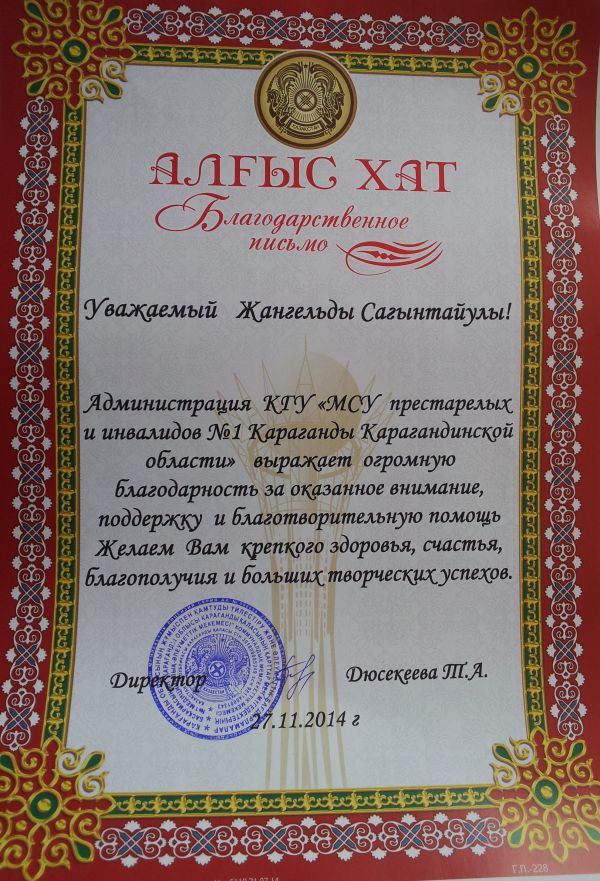 ҚАЗАҚСТАН
АЛҒЫС ХАТ
Благодарственное
письмо
Уважаемый Жангельды Сагынтайулы!
Администрация КГУ «МСУ престарелых
и инвалидов №1 Караганды Карагандинской
области» выражает огромную
благодарность за оказанное внимание,
поддержку и благотворительную помощь
Желаем Вам крепкого здоровья, счастья,
благополучия и больших творческих успехов.
Директор Дюсекеева Т.А.
27.11.2014 г
Г.П.-228